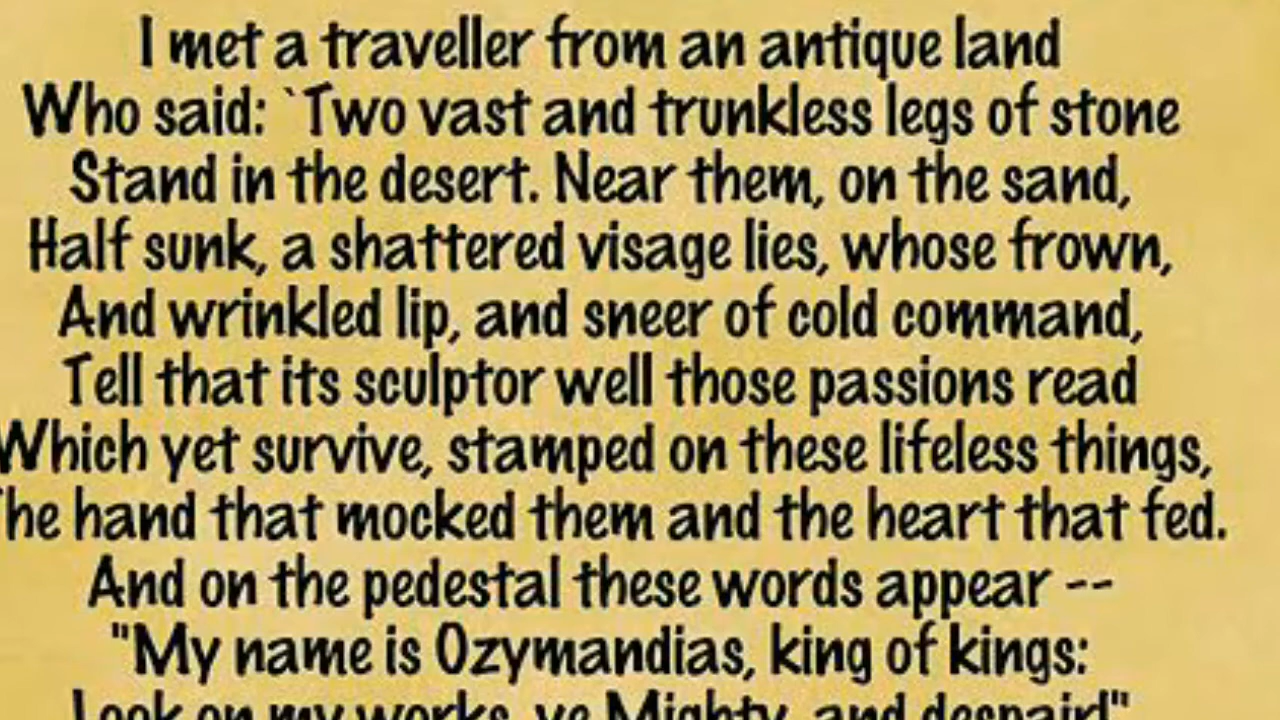 I met a traveller from an antique land
Who said: `Two vast and trunkless legs of stone
Stand in the desert. Near them, on the sand,
Half sunk, a shattered visage lies, whose frown,
And wrinkled lip, and sneer of cold command,
Tell that its sculptor well those passions read
Which yet survive, stamped on these lifeless things,
The hand that mocked them and the heart that fed.
And on the pedestal these words appear --
"My name is Ozymandias, king of kings:
Look on my works, ye Mighty, and despair!"